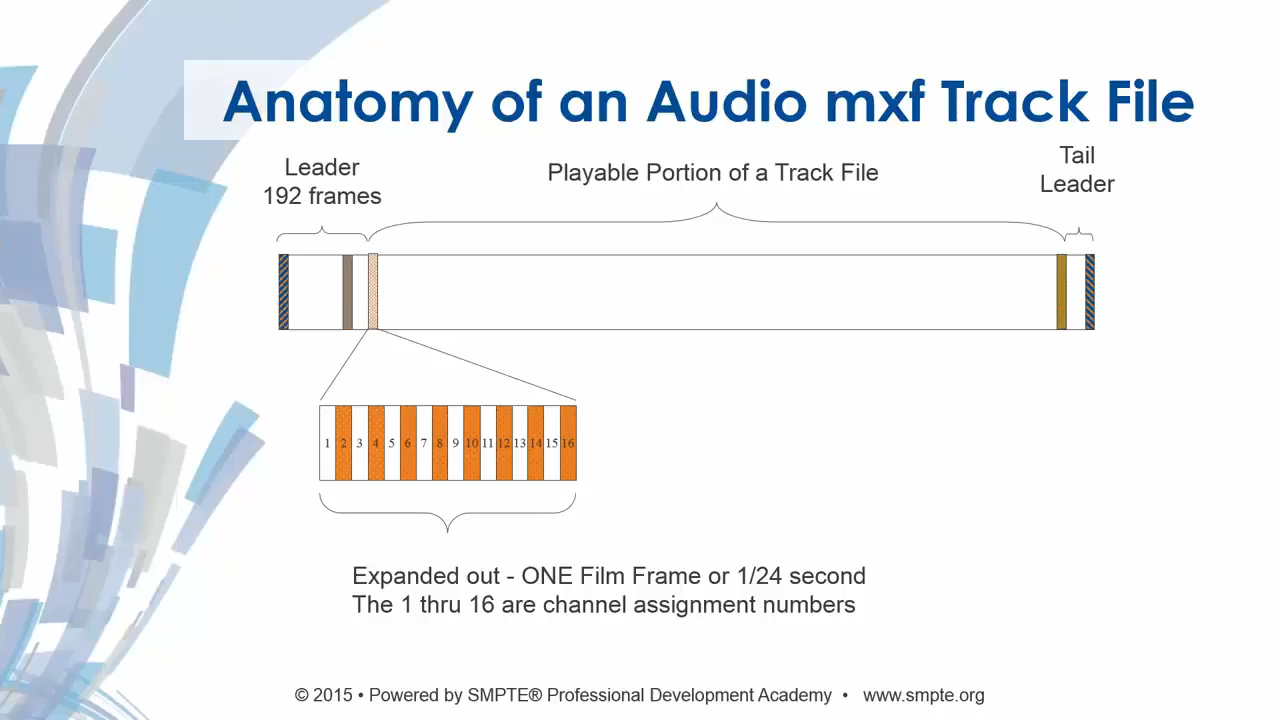 Anatomy of an Audio mxf Track File
Leader
192 frames
Playable Portion of a Track File
Tail
Leader
1 2 3 4 5 6 7 8 9 10 11 12 13 14 15 16
Expanded out - ONE Film Frame or 1/24 second
The 1 thru 16 are channel assignment numbers
© 2015 • Powered by SMPTE® Professional Development Academy • www.smpte.org